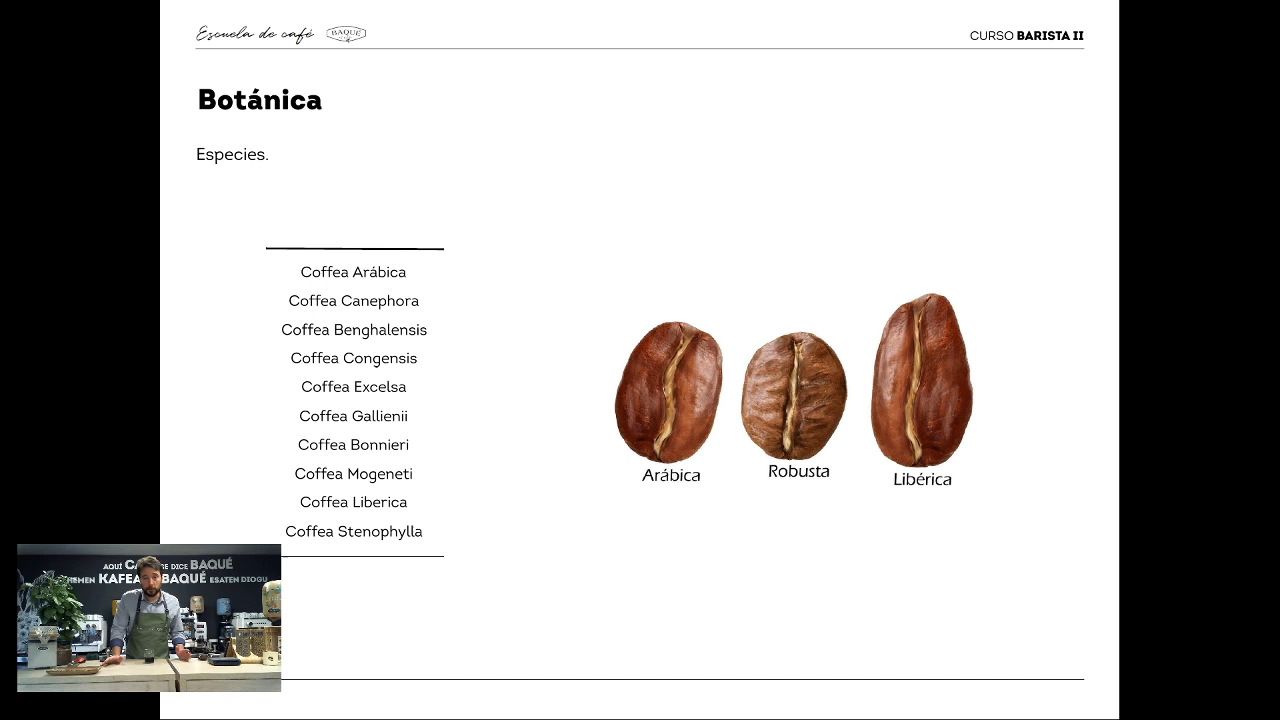 Escuela de café BAQUÉ
CURSO BARISTA II
Botánica
Especies.
Coffea Arábica
Coffea Canephora
Coffea Benghalensis
Coffea Congensis
Coffea Excelsa
Coffea Gallienii
Coffea Bonnieri
Coffea Mogeneti
Coffea Liberica
Coffea Stenophylla
Arábica
Robusta
Libérica
AQUÍ DICE BAQUÉ
BAQUÉ ESATEN DIOGU